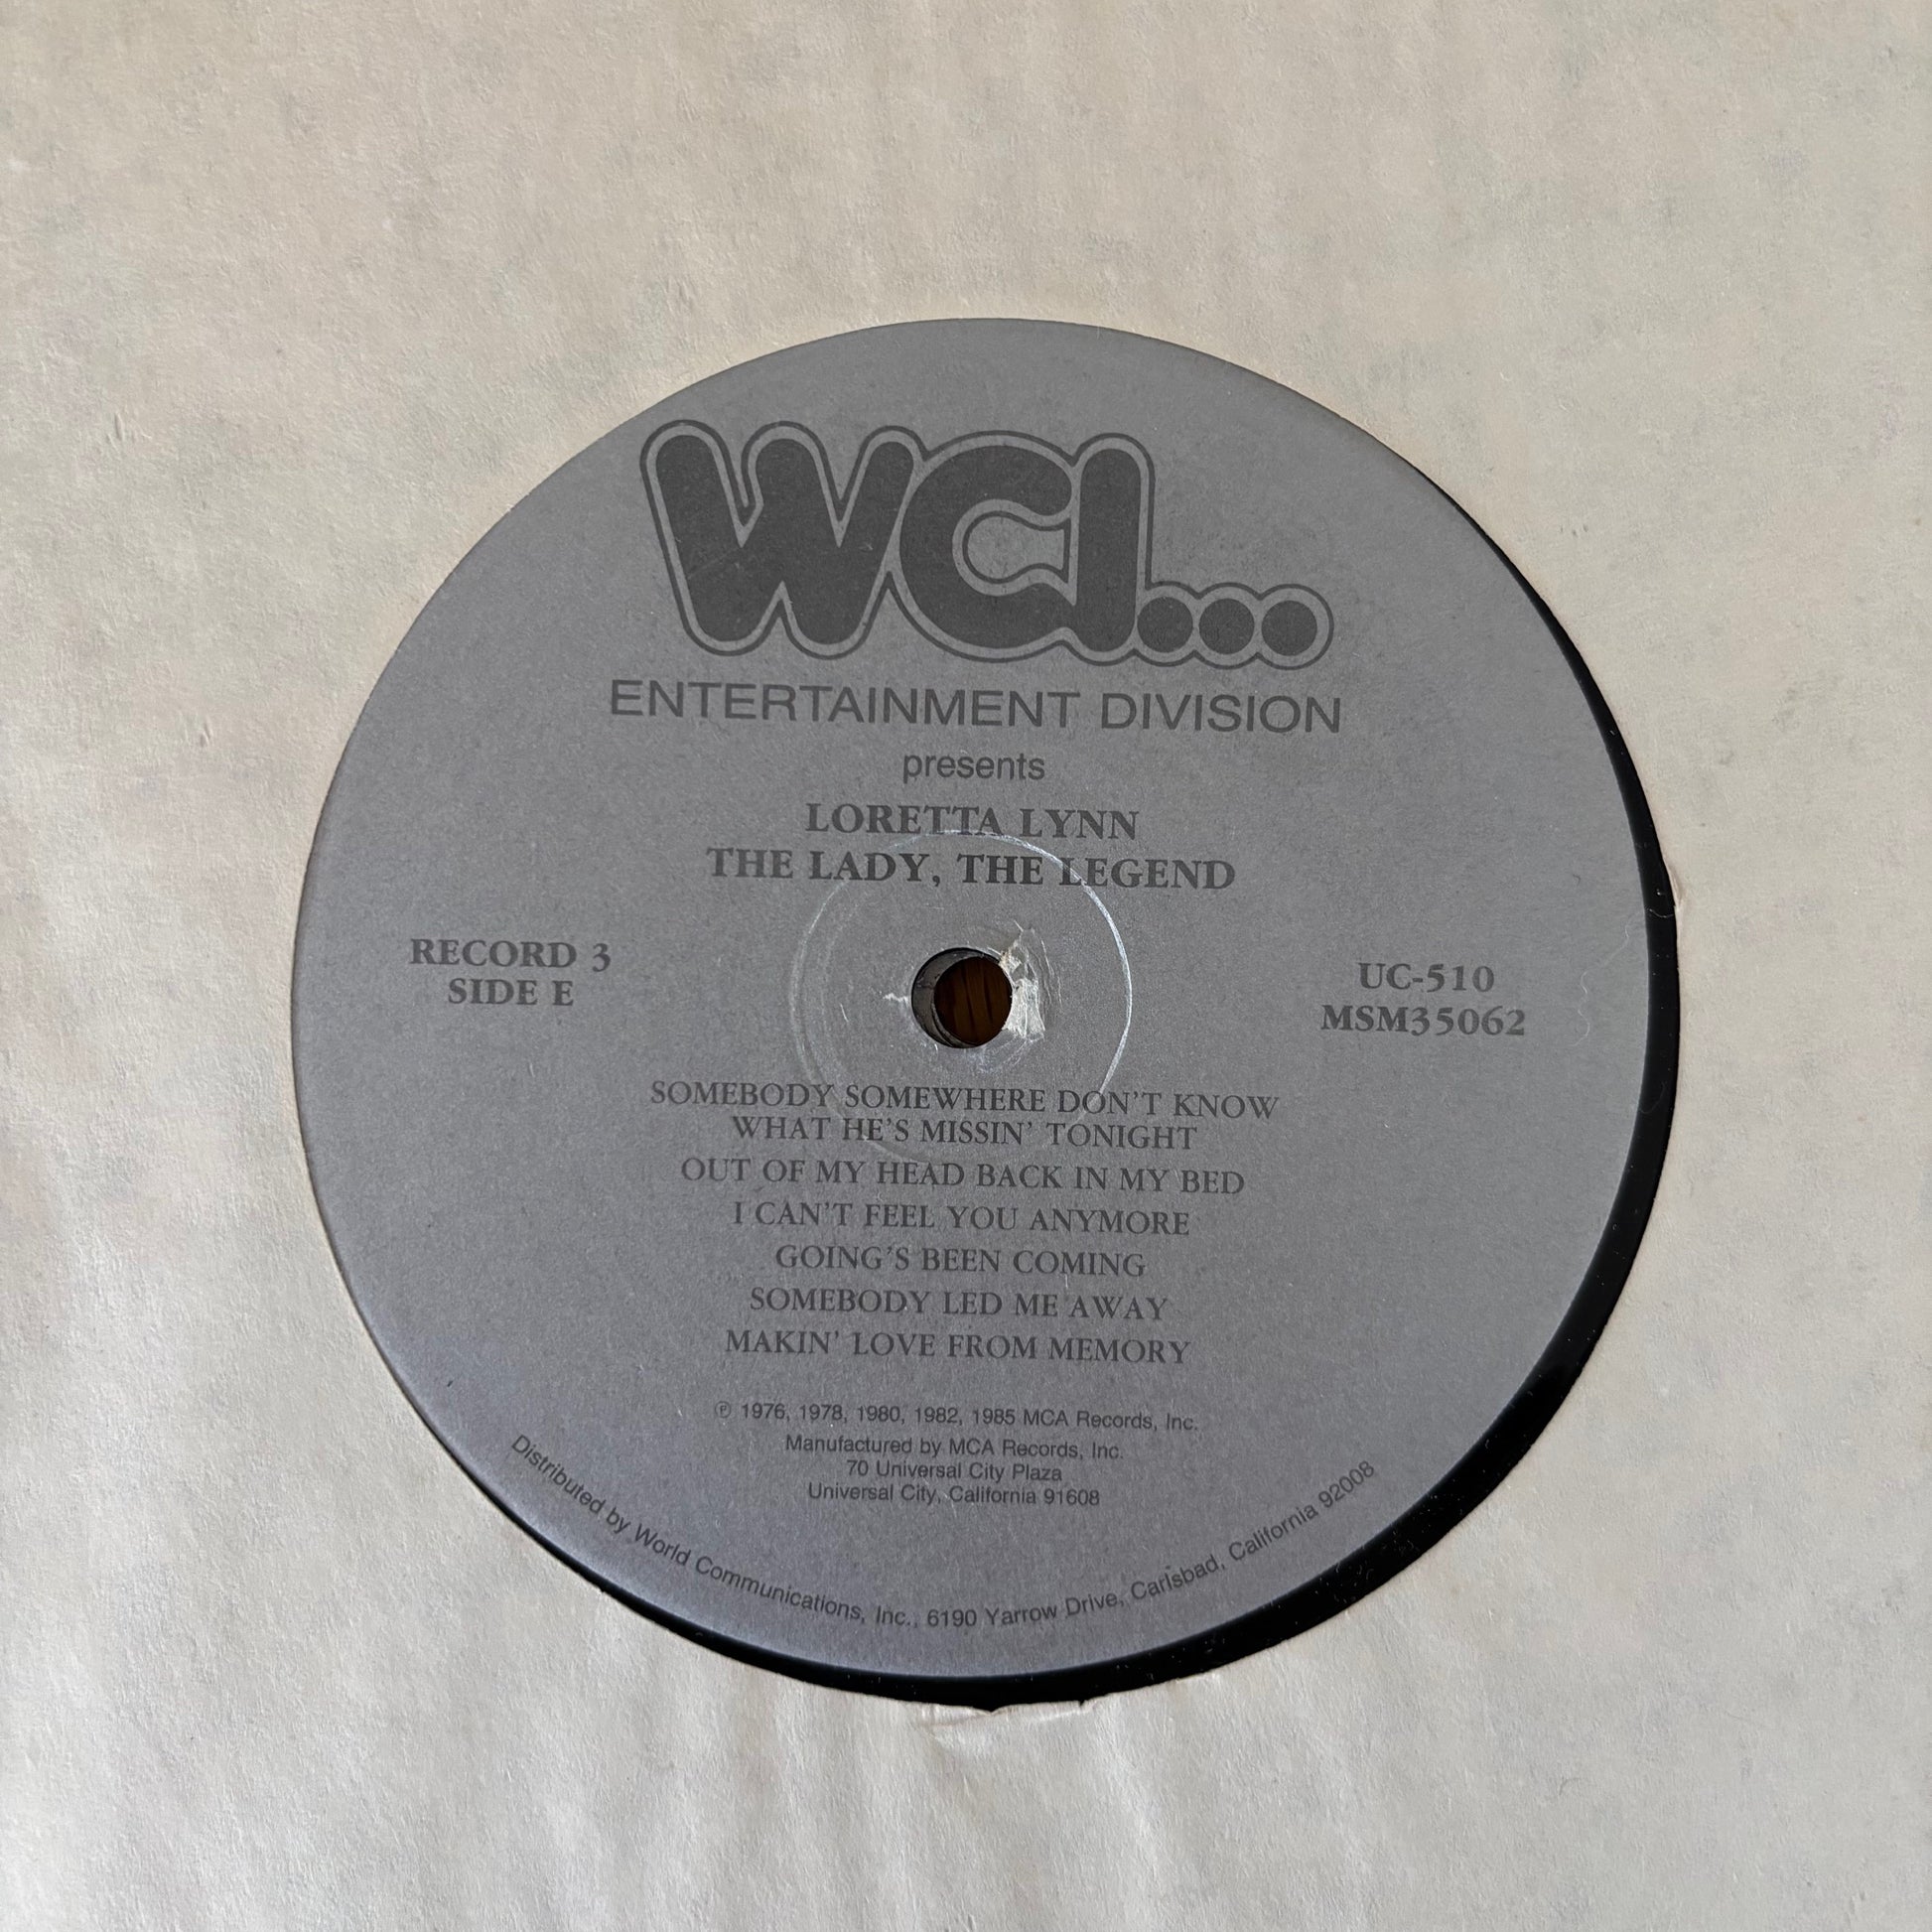 WCI...
ENTERTAINMENT DIVISION
presents
LORETTA LYNN
THE LADY, THE LEGEND
RECORD 3
SIDE E
UC-510
MSM35062
SOMEBODY SOMEWHERE DON'T KNOW
WHAT HE'S MISSIN' TONIGHT
OUT OF MY HEAD BACK IN MY BED
I CAN'T FEEL YOU ANYMORE
GOING'S BEEN COMING
SOMEBODY LED ME AWAY
MAKIN' LOVE FROM MEMORY
℗ 1976, 1978, 1980, 1982, 1985 MCA Records, Inc.
Manufactured by MCA Records, Inc.
70 Universal City Plaza
Universal City, California 91608
Distributed by World Communications, Inc., 6190 Yarrow Drive, Carlsbad, California 92008